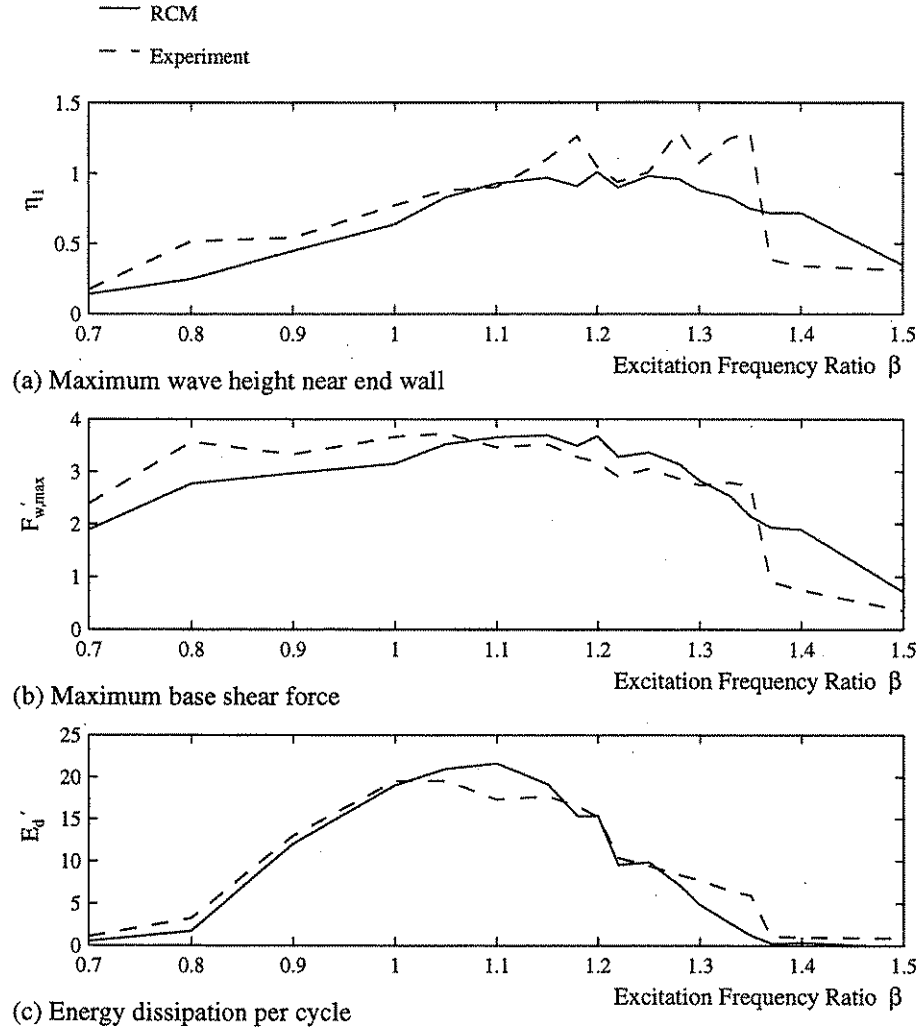 RCM
Experiment
1.5
1
0.5
0
η₁
0.7 0.8 0.9 1 1.1 1.2 1.3 1.4 1.5
Excitation Frequency Ratio β
(a) Maximum wave height near end wall
4
3
2
1
0
F'w,max
0.7 0.8 0.9 1 1.1 1.2 1.3 1.4 1.5
Excitation Frequency Ratio β
(b) Maximum base shear force
25
20
15
10
5
0
E_d'
0.7 0.8 0.9 1 1.1 1.2 1.3 1.4 1.5
Excitation Frequency Ratio β
(c) Energy dissipation per cycle